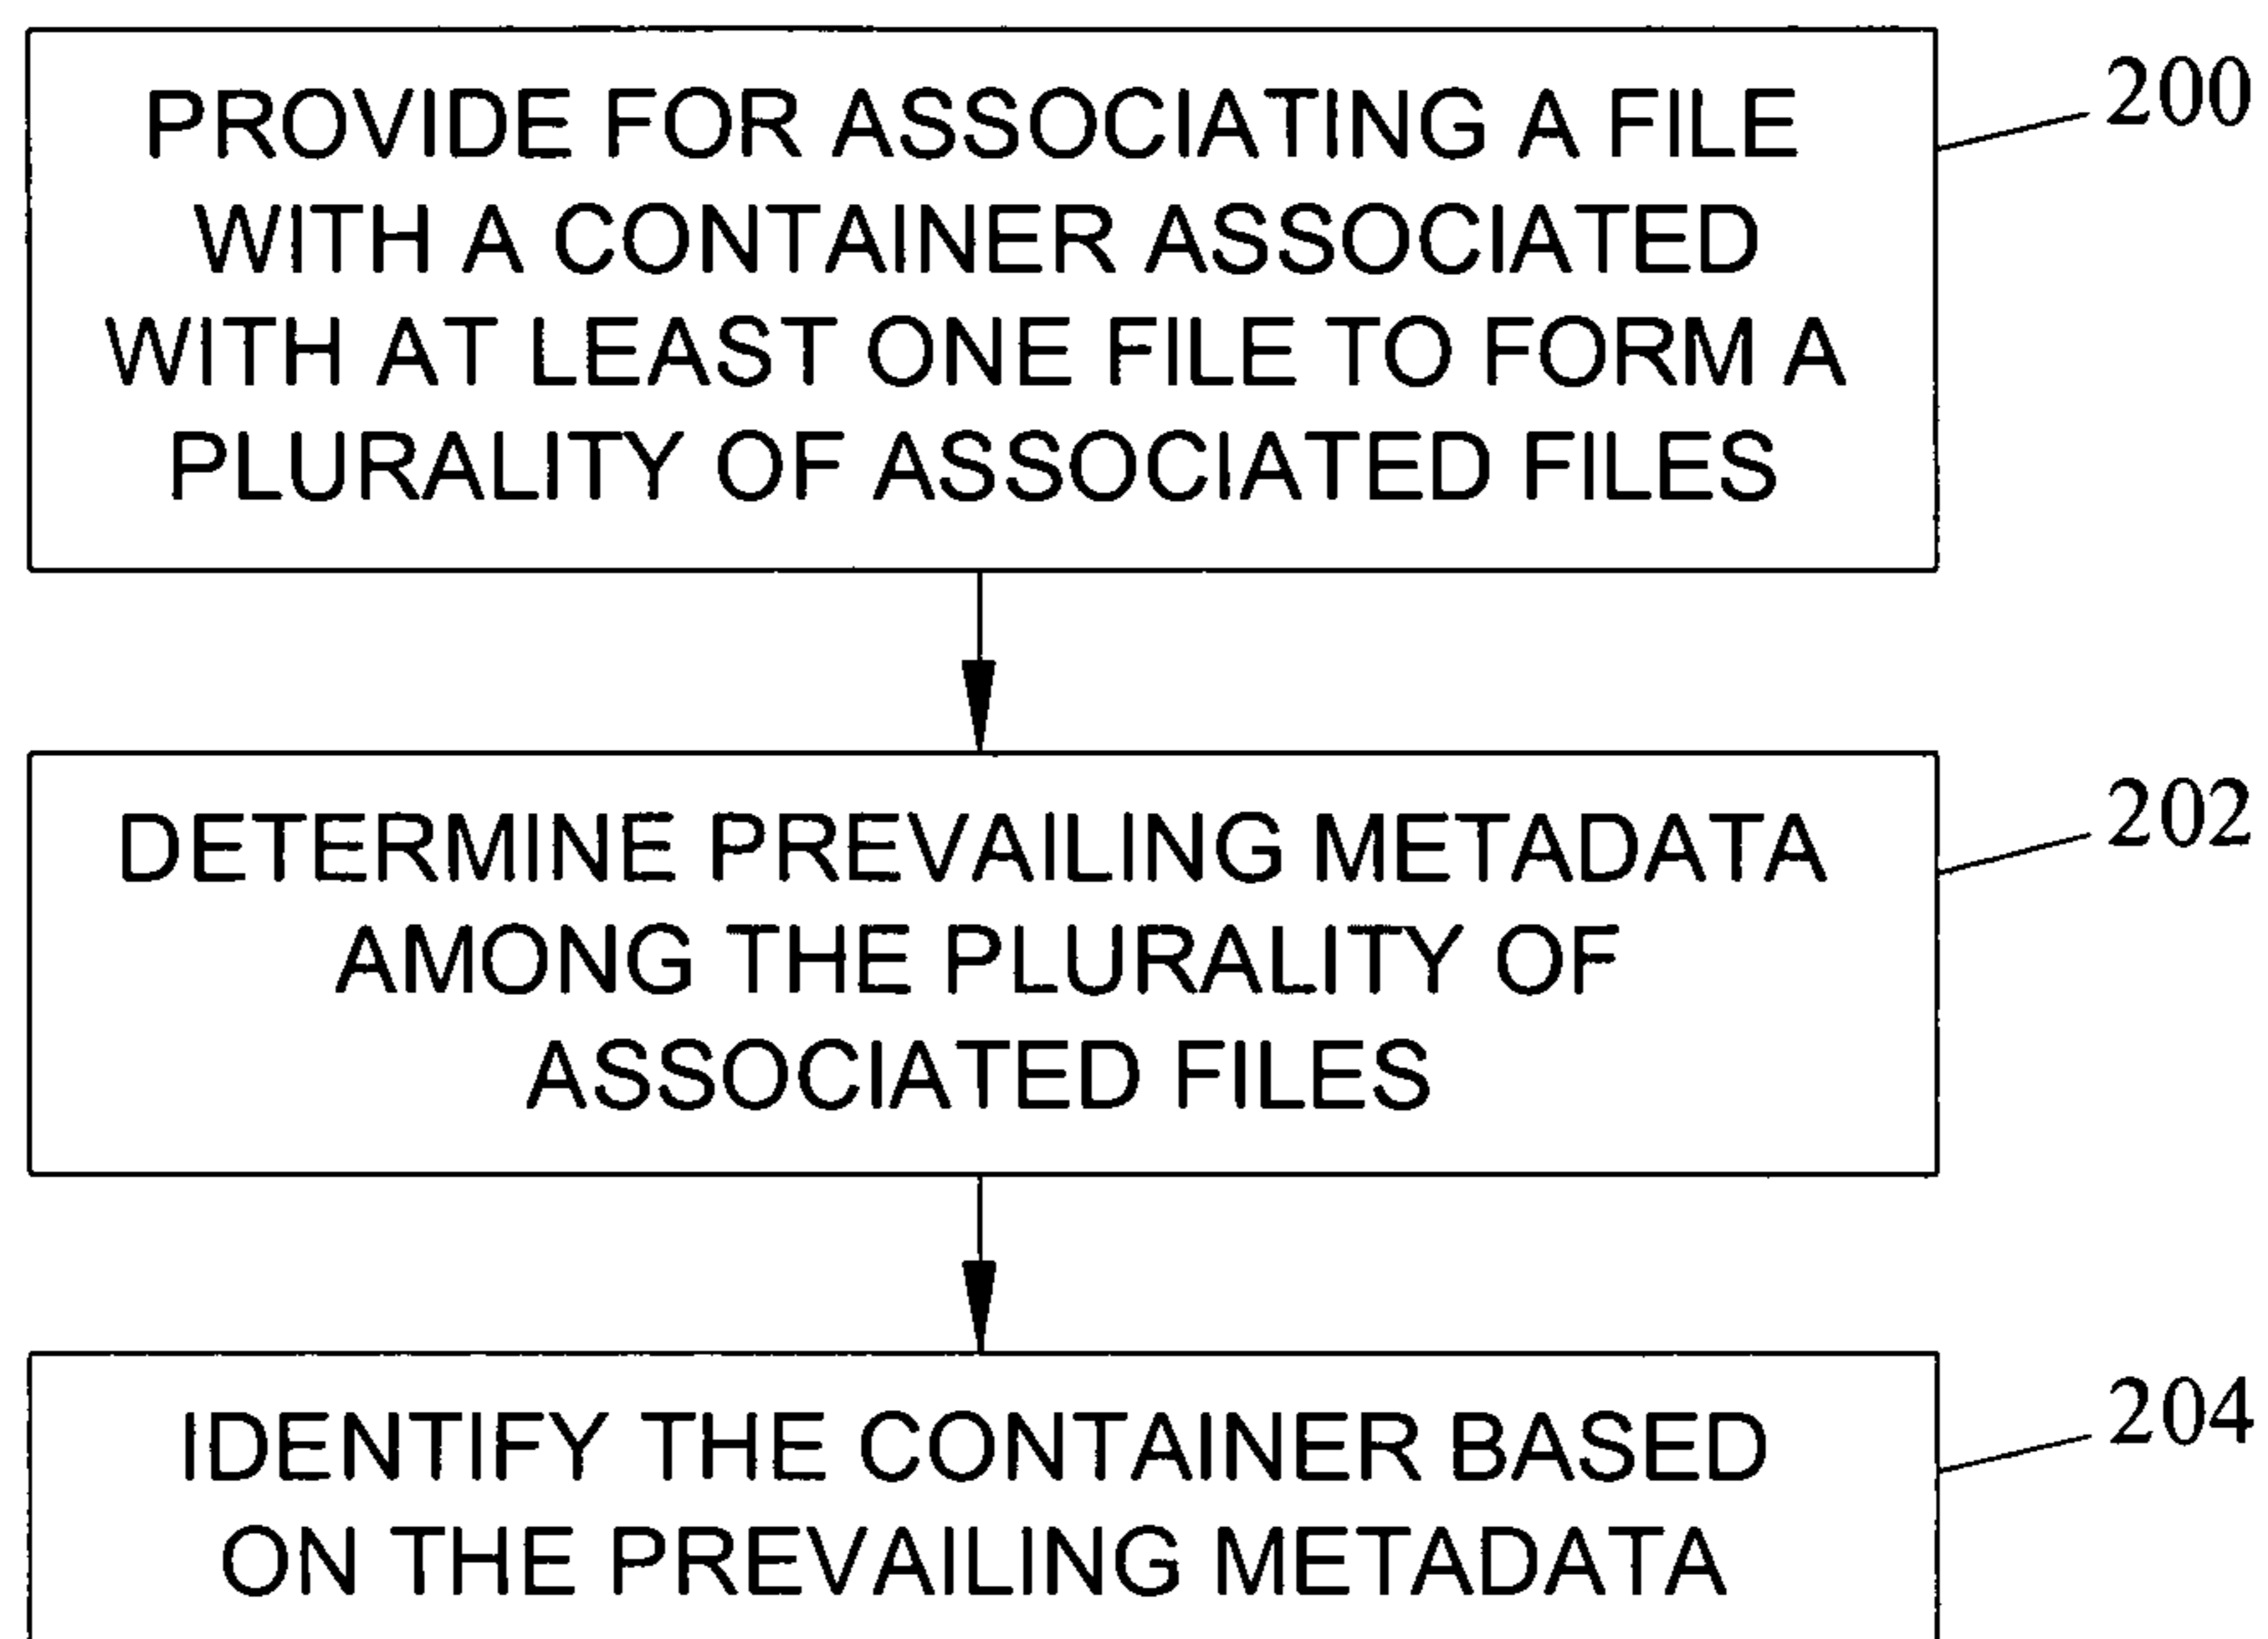 PROVIDE FOR ASSOCIATING A FILE
WITH A CONTAINER ASSOCIATED
WITH AT LEAST ONE FILE TO FORM A
PLURALITY OF ASSOCIATED FILES
200
DETERMINE PREVAILING METADATA
AMONG THE PLURALITY OF
ASSOCIATED FILES
202
IDENTIFY THE CONTAINER BASED
ON THE PREVAILING METADATA
204